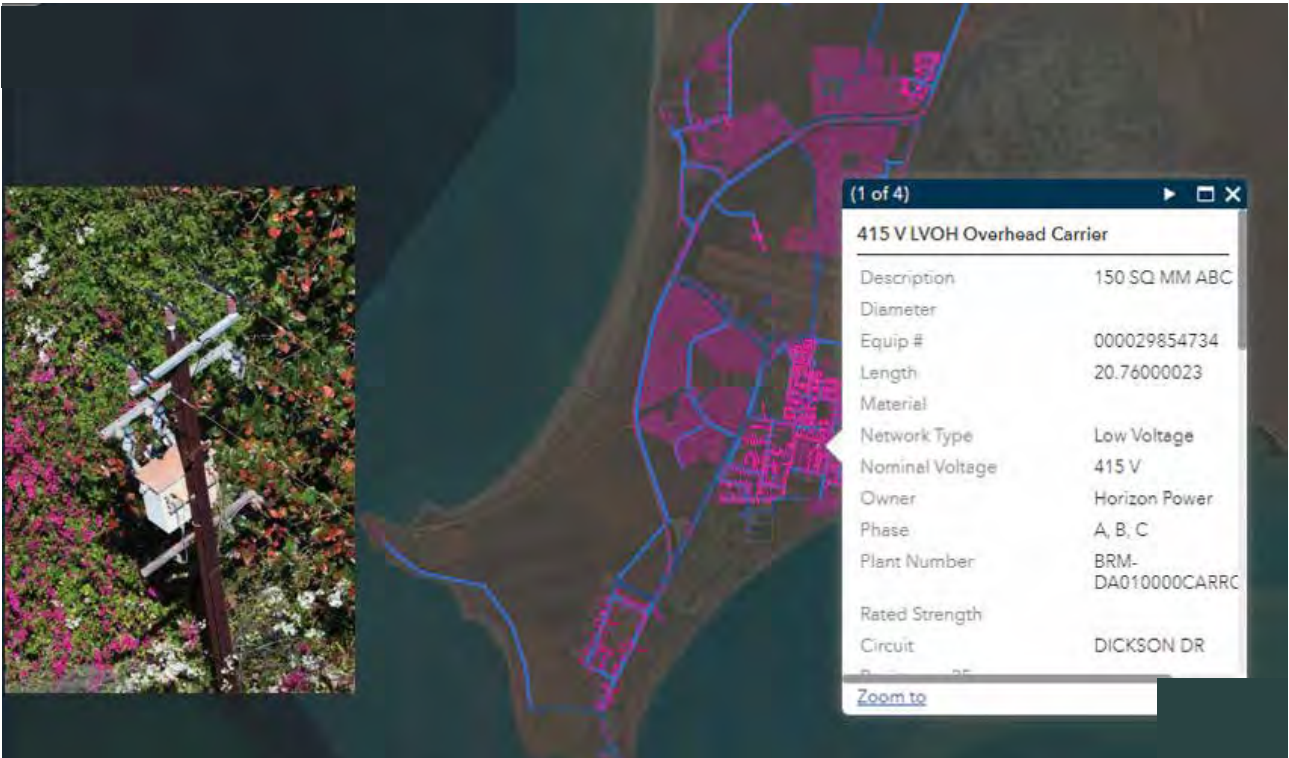 (1 of 4)
415 V LVOH Overhead Carrier
Description 150 SQ MM ABC
Diameter
Equip # 000029854734
Length 20.76000023
Material
Network Type Low Voltage
Nominal Voltage 415 V
Owner Horizon Power
Phase A, B, C
Plant Number BRM-
DA010000CARRC
Rated Strength
Circuit DICKSON DR
Zoom to